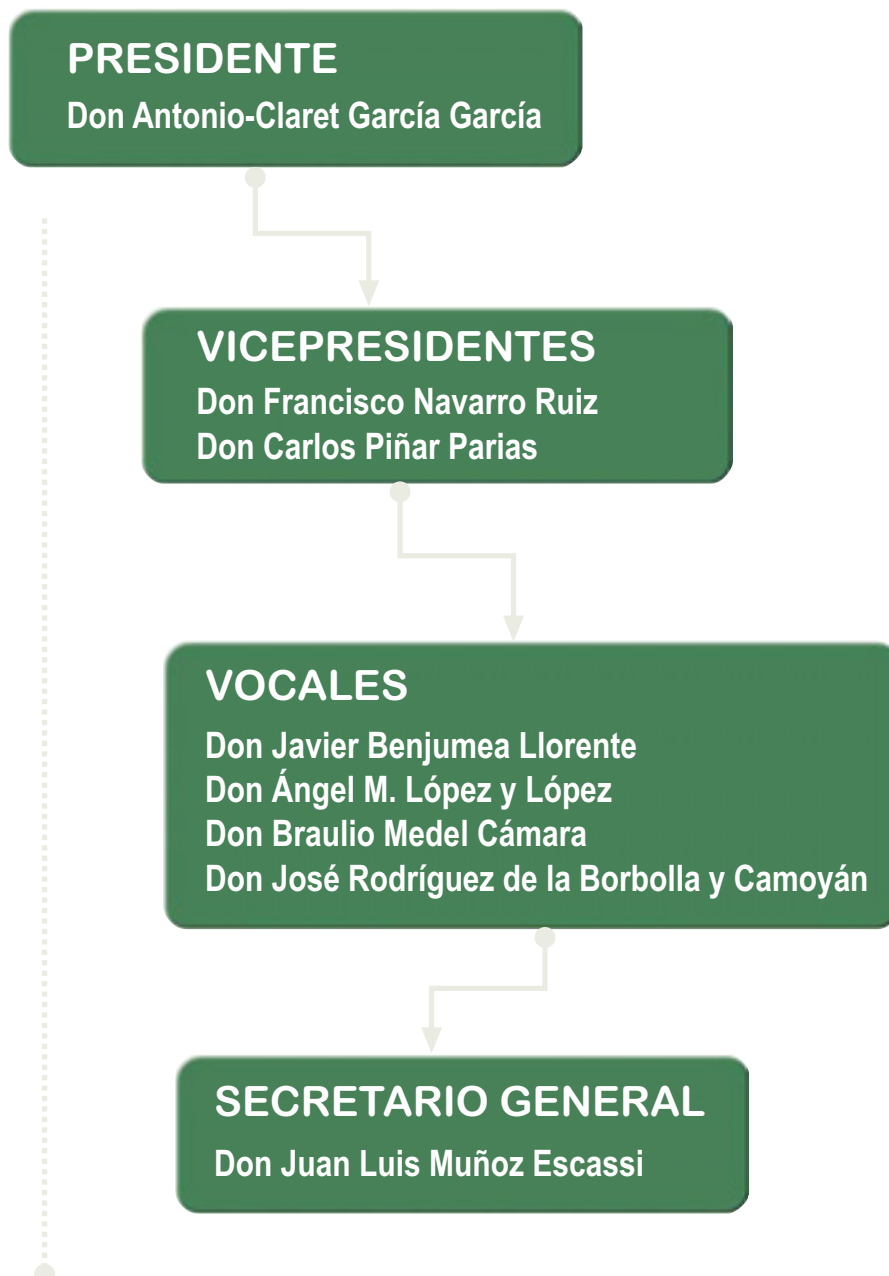 PRESIDENTE
Don Antonio-Claret García García
VICEPRESIDENTES
Don Francisco Navarro Ruiz
Don Carlos Piñar Parias
VOCALES
Don Javier Benjumea Llorente
Don Ángel M. López y López
Don Braulio Medel Cámara
Don José Rodríguez de la Borbolla y Camoyán
SECRETARIO GENERAL
Don Juan Luis Muñoz Escassi